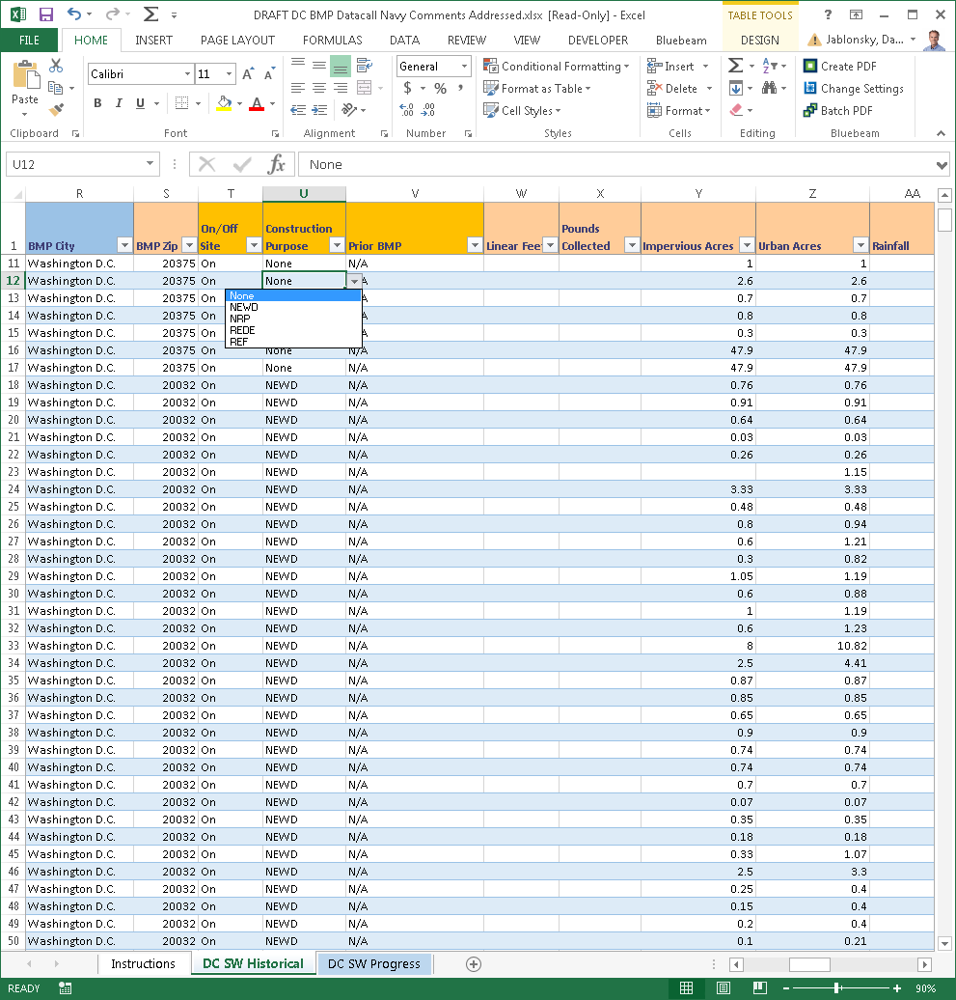 DRAFT DC BMP Datacall Navy Comments Addressed.xlsx [Read-Only] - Excel
TABLE TOOLS
FILE HOME INSERT PAGE LAYOUT FORMULAS DATA REVIEW VIEW DEVELOPER Bluebeam DESIGN Jablonsky, Da...
Paste
Clipboard
Calibri 11
B I U A
Font
Alignment
General
$ % ,
Number
Conditional Formatting
Format as Table
Cell Styles
Styles
Insert
Delete
Format
Cells
Editing
Create PDF
Change Settings
Batch PDF
Bluebeam
U12 fx None
R S T U V W X Y Z AA
1 BMP City BMP Zip On/Off Site Construction Purpose Prior BMP Linear Fee Pounds Collected Impervious Acres Urban Acres Rainfall
11 Washington D.C. 20375 On None N/A 1 1
12 Washington D.C. 20375 On None A 2.6 2.6
None
NEWD
NRP
REDE
REF
13 Washington D.C. 20375 On A 0.7 0.7
14 Washington D.C. 20375 On A 0.8 0.8
15 Washington D.C. 20375 On A 0.3 0.3
16 Washington D.C. 20375 On None N/A 47.9 47.9
17 Washington D.C. 20375 On None N/A 47.9 47.9
18 Washington D.C. 20032 On NEWD N/A 0.76 0.76
19 Washington D.C. 20032 On NEWD N/A 0.91 0.91
20 Washington D.C. 20032 On NEWD N/A 0.64 0.64
21 Washington D.C. 20032 On NEWD N/A 0.03 0.03
22 Washington D.C. 20032 On NEWD N/A 0.26 0.26
23 Washington D.C. 20032 On NEWD N/A 1.15
24 Washington D.C. 20032 On NEWD N/A 3.33 3.33
25 Washington D.C. 20032 On NEWD N/A 0.48 0.48
26 Washington D.C. 20032 On NEWD N/A 0.8 0.94
27 Washington D.C. 20032 On NEWD N/A 0.6 1.21
28 Washington D.C. 20032 On NEWD N/A 0.3 0.82
29 Washington D.C. 20032 On NEWD N/A 1.05 1.19
30 Washington D.C. 20032 On NEWD N/A 0.6 0.88
31 Washington D.C. 20032 On NEWD N/A 1 1.19
32 Washington D.C. 20032 On NEWD N/A 0.6 1.23
33 Washington D.C. 20032 On NEWD N/A 8 10.82
34 Washington D.C. 20032 On NEWD N/A 2.5 4.41
35 Washington D.C. 20032 On NEWD N/A 0.87 0.87
36 Washington D.C. 20032 On NEWD N/A 0.85 0.85
37 Washington D.C. 20032 On NEWD N/A 0.65 0.65
38 Washington D.C. 20032 On NEWD N/A 0.9 0.9
39 Washington D.C. 20032 On NEWD N/A 0.74 0.74
40 Washington D.C. 20032 On NEWD N/A 0.74 0.74
41 Washington D.C. 20032 On NEWD N/A 0.7 0.7
42 Washington D.C. 20032 On NEWD N/A 0.07 0.07
43 Washington D.C. 20032 On NEWD N/A 0.35 0.35
44 Washington D.C. 20032 On NEWD N/A 0.18 0.18
45 Washington D.C. 20032 On NEWD N/A 0.33 1.07
46 Washington D.C. 20032 On NEWD N/A 2.5 3.3
47 Washington D.C. 20032 On NEWD N/A 0.25 0.4
48 Washington D.C. 20032 On NEWD N/A 0.15 0.4
49 Washington D.C. 20032 On NEWD N/A 0.2 0.4
50 Washington D.C. 20032 On NEWD N/A 0.1 0.21
Instructions DC SW Historical DC SW Progress
READY 90%